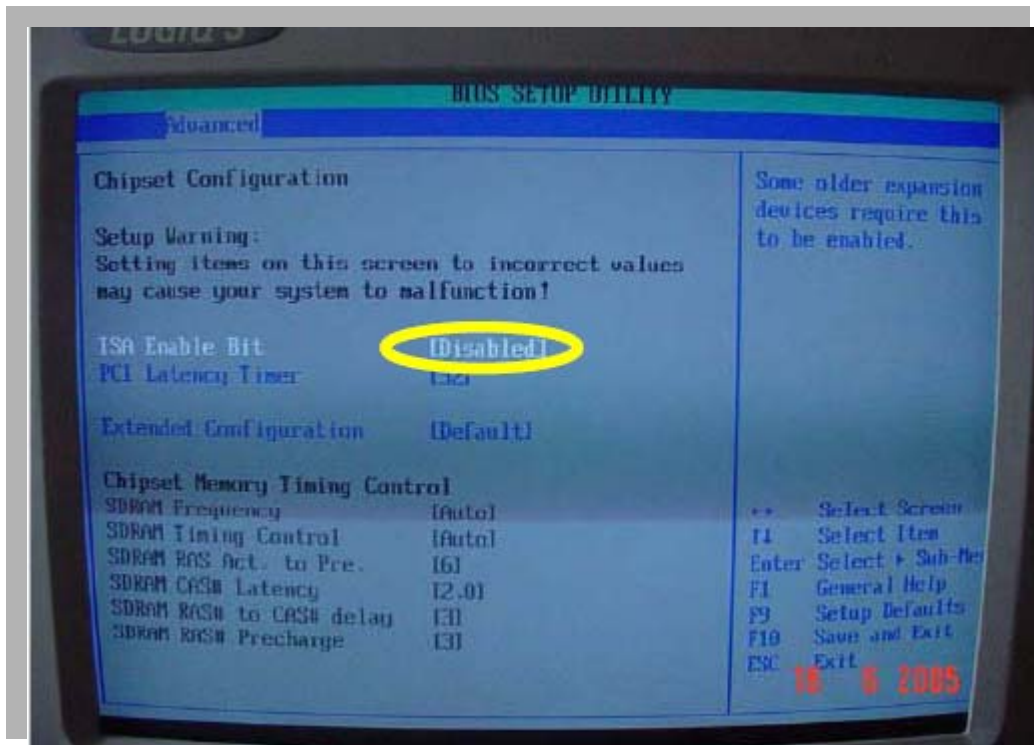 LOGIQ 5
BIOS SETUP UTILITY
Advanced
Chipset Configuration
Setup Warning:
Setting items on this screen to incorrect values
may cause your system to malfunction!
ISA Enable Bit [Disabled]
PCI Latency Timer [32]
Extended Configuration [Default]
Chipset Memory Timing Control
SDRAM Frequency [Auto]
SDRAM Timing Control [Auto]
SDRAM RAS Act. to Pre. [6]
SDRAM CAS# Latency [2.0]
SDRAM RAS# to CAS# delay [3]
SDRAM RAS# Precharge [3]
Some older expansion
devices require this
to be enabled.
↔ Select Screen
↑↓ Select Item
Enter Select ▸ Sub-Me
F1 General Help
F9 Setup Defaults
F10 Save and Exit
ESC Exit
6 2005